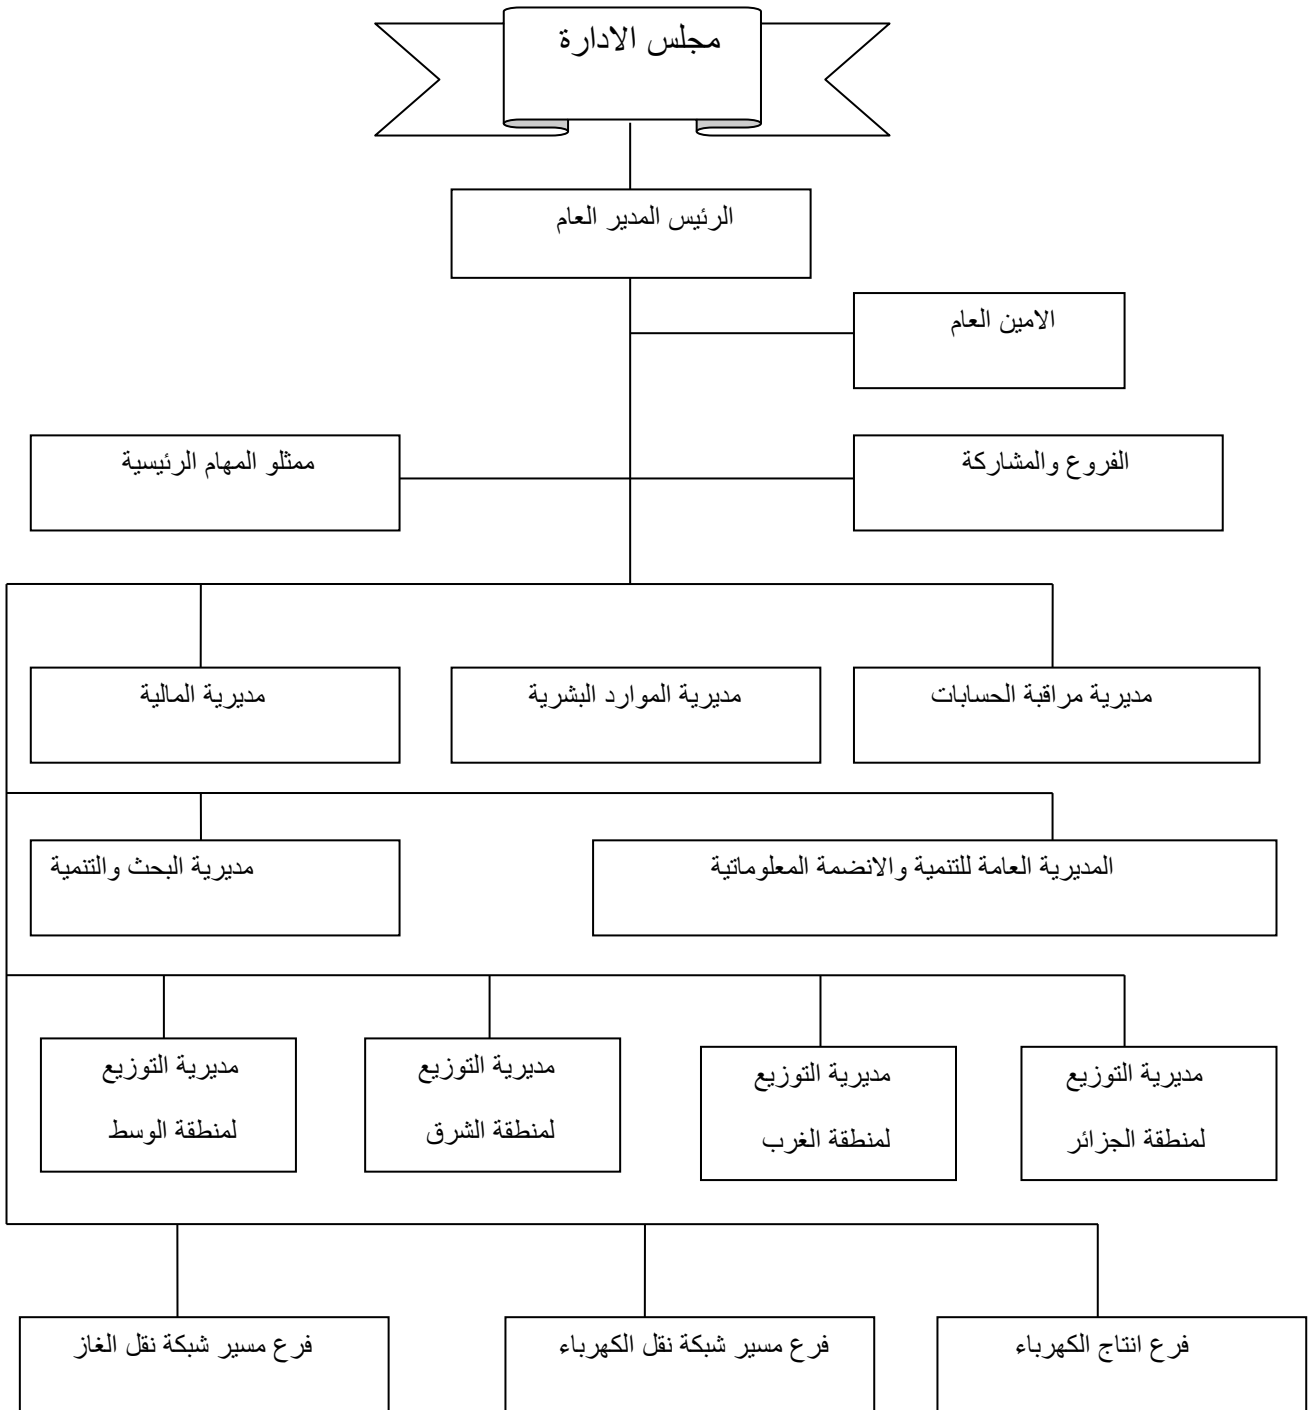 مجلس الادارة
الرئيس المدير العام
الامين العام
الفروع والمشاركة
ممثلو المهام الرئيسية
مديرية مراقبة الحسابات
مديرية الموارد البشرية
مديرية المالية
المديرية العامة للتنمية والانضمة المعلوماتية
مديرية البحث والتنمية
مديرية التوزيع
لمنطقة الجزائر
مديرية التوزيع
لمنطقة الغرب
مديرية التوزيع
لمنطقة الشرق
مديرية التوزيع
لمنطقة الوسط
فرع انتاج الكهرباء
فرع مسير شبكة نقل الكهرباء
فرع مسير شبكة نقل الغاز